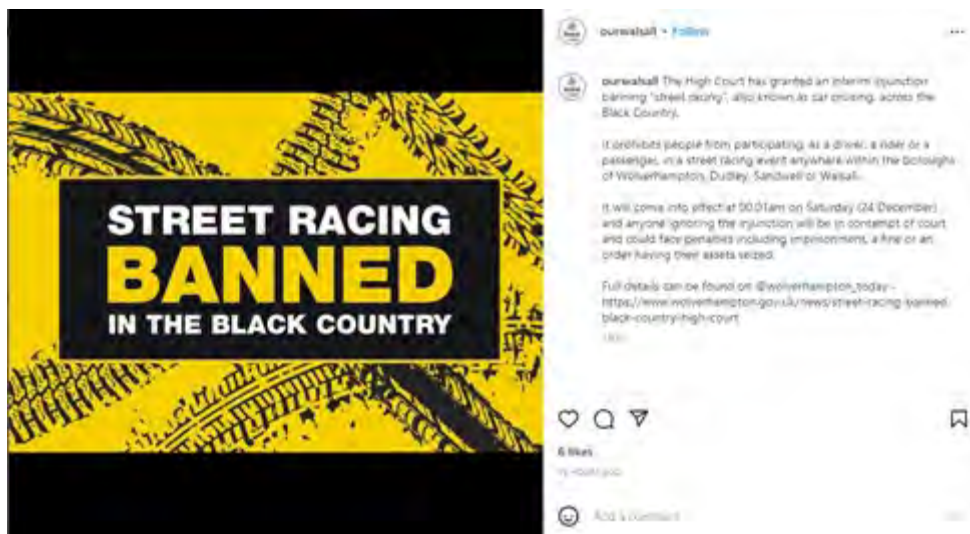 STREET RACING
BANNED
IN THE BLACK COUNTRY
ourwalsall • Follow
ourwalsall The High Court has granted an interim injunction
banning "street racing", also known as car cruising, across the
Black Country.
It prohibits people from participating, as a driver, a rider or a
passenger, in a street racing event anywhere within the boroughs
of Wolverhampton, Dudley, Sandwell or Walsall.
It will come into effect at 00.01am on Saturday (24 December)
and anyone ignoring the injunction will be in contempt of court
and could face penalties including imprisonment, a fine or an
order having their assets seized.
Full details can be found on @wolverhampton_today -
https://www.wolverhampton.gov.uk/news/street-racing-banned-
black-country-high-court
6 likes
hours ago
Add a comment